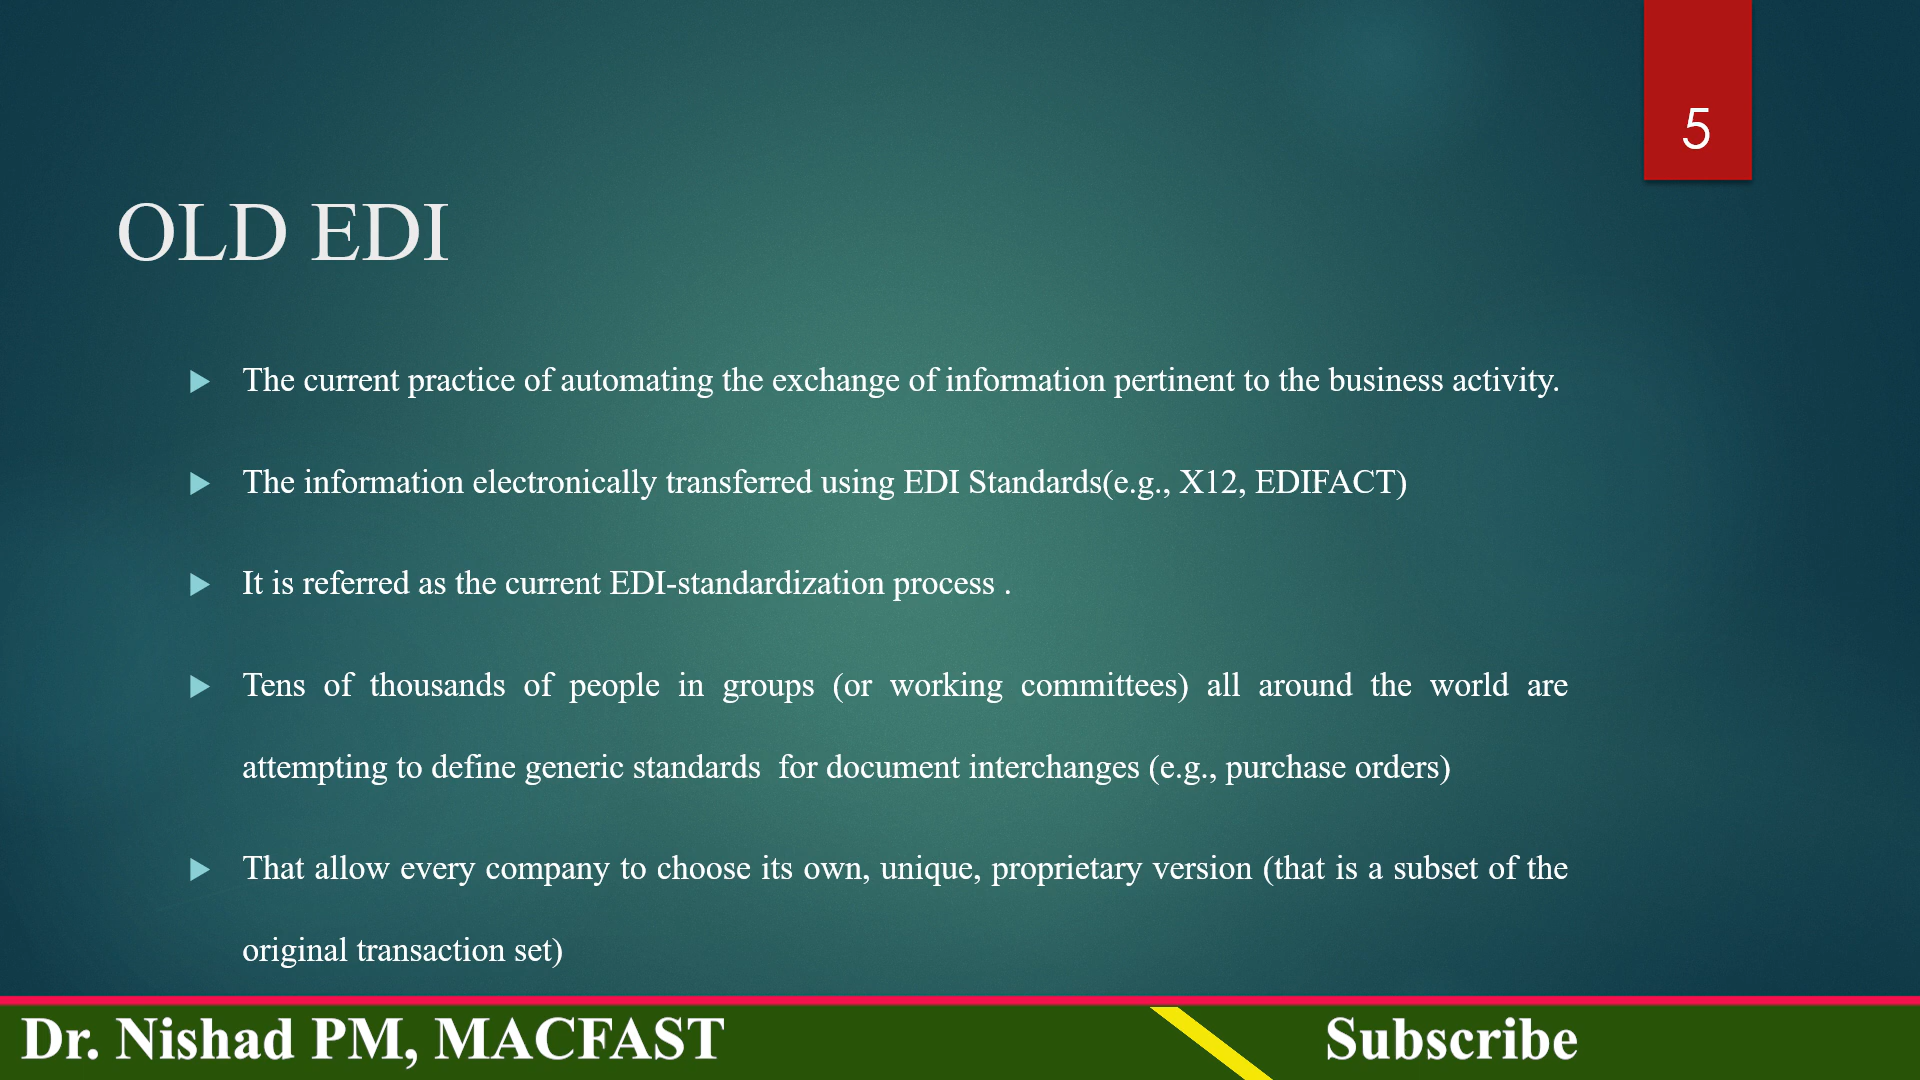 5
OLD EDI
The current practice of automating the exchange of information pertinent to the business activity.
The information electronically transferred using EDI Standards(e.g., X12, EDIFACT)
It is referred as the current EDI-standardization process .
Tens of thousands of people in groups (or working committees) all around the world are
attempting to define generic standards  for document interchanges (e.g., purchase orders)
That allow every company to choose its own, unique, proprietary version (that is a subset of the
original transaction set)
Dr. Nishad PM, MACFAST
Subscribe